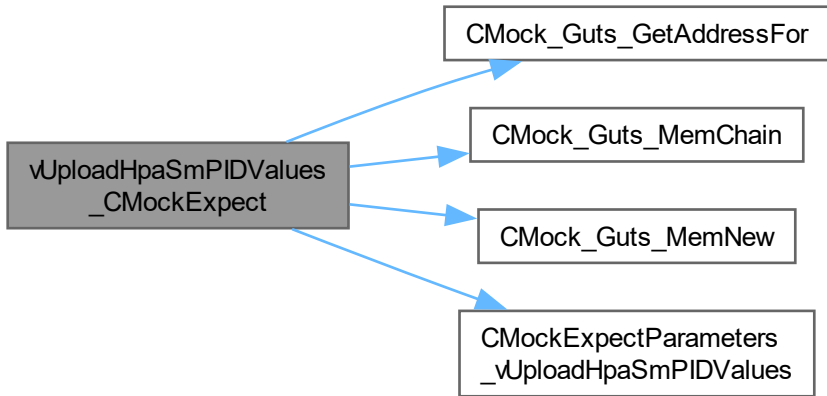 CMock_Guts_GetAddressFor
CMock_Guts_MemChain
vUploadHpaSmPIDValues
_CMockExpect
CMock_Guts_MemNew
CMockExpectParameters
_vUploadHpaSmPIDValues